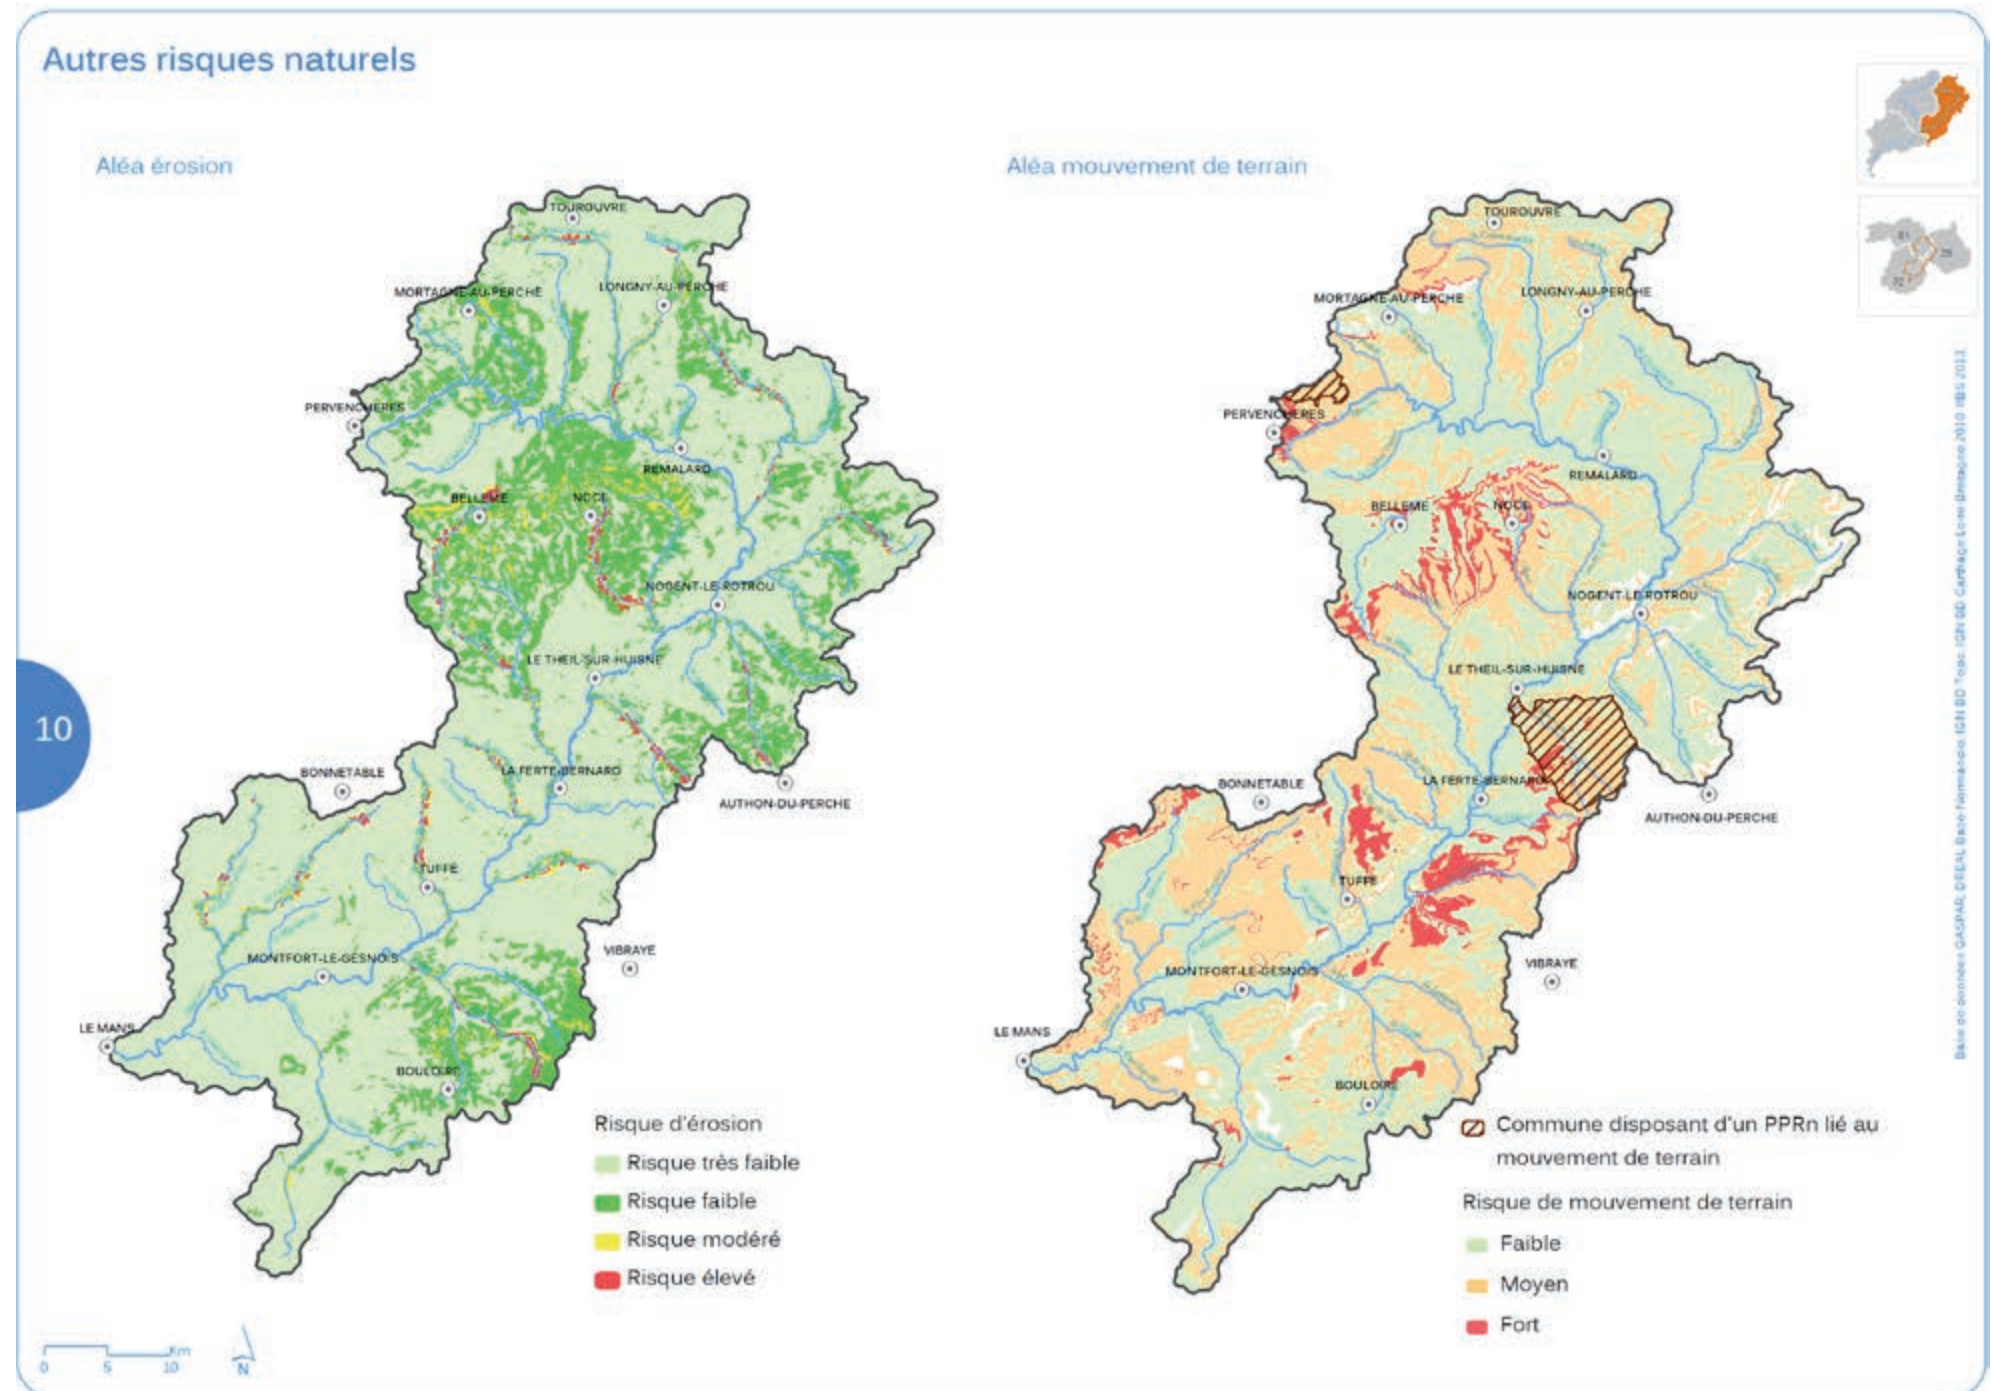 Autres risques naturels
Aléa érosion
TOUROUVRE
MORTAGNE-AU-PERCHE
LONGNY-AU-PERCHE
PERVENCHERES
REMALARD
BELLEME
NOCE
NOGENT-LE-ROTROU
LE THEIL-SUR-HUISNE
LA FERTE-BERNARD
BONNETABLE
AUTHON-DU-PERCHE
TUFFE
VIBRAYE
MONTFORT-LE-GESNOIS
LE MANS
BOULOIRE
Risque d'érosion
Risque très faible
Risque faible
Risque modéré
Risque élevé
Aléa mouvement de terrain
TOUROUVRE
MORTAGNE-AU-PERCHE
LONGNY-AU-PERCHE
PERVENCHERES
REMALARD
BELLEME
NOCE
NOGENT-LE-ROTROU
LE THEIL-SUR-HUISNE
LA FERTE-BERNARD
BONNETABLE
AUTHON-DU-PERCHE
TUFFE
VIBRAYE
MONTFORT-LE-GESNOIS
LE MANS
BOULOIRE
Commune disposant d'un PPRn lié au
mouvement de terrain
Risque de mouvement de terrain
Faible
Moyen
Fort
61
28
72
10
Km
0 5 10
N